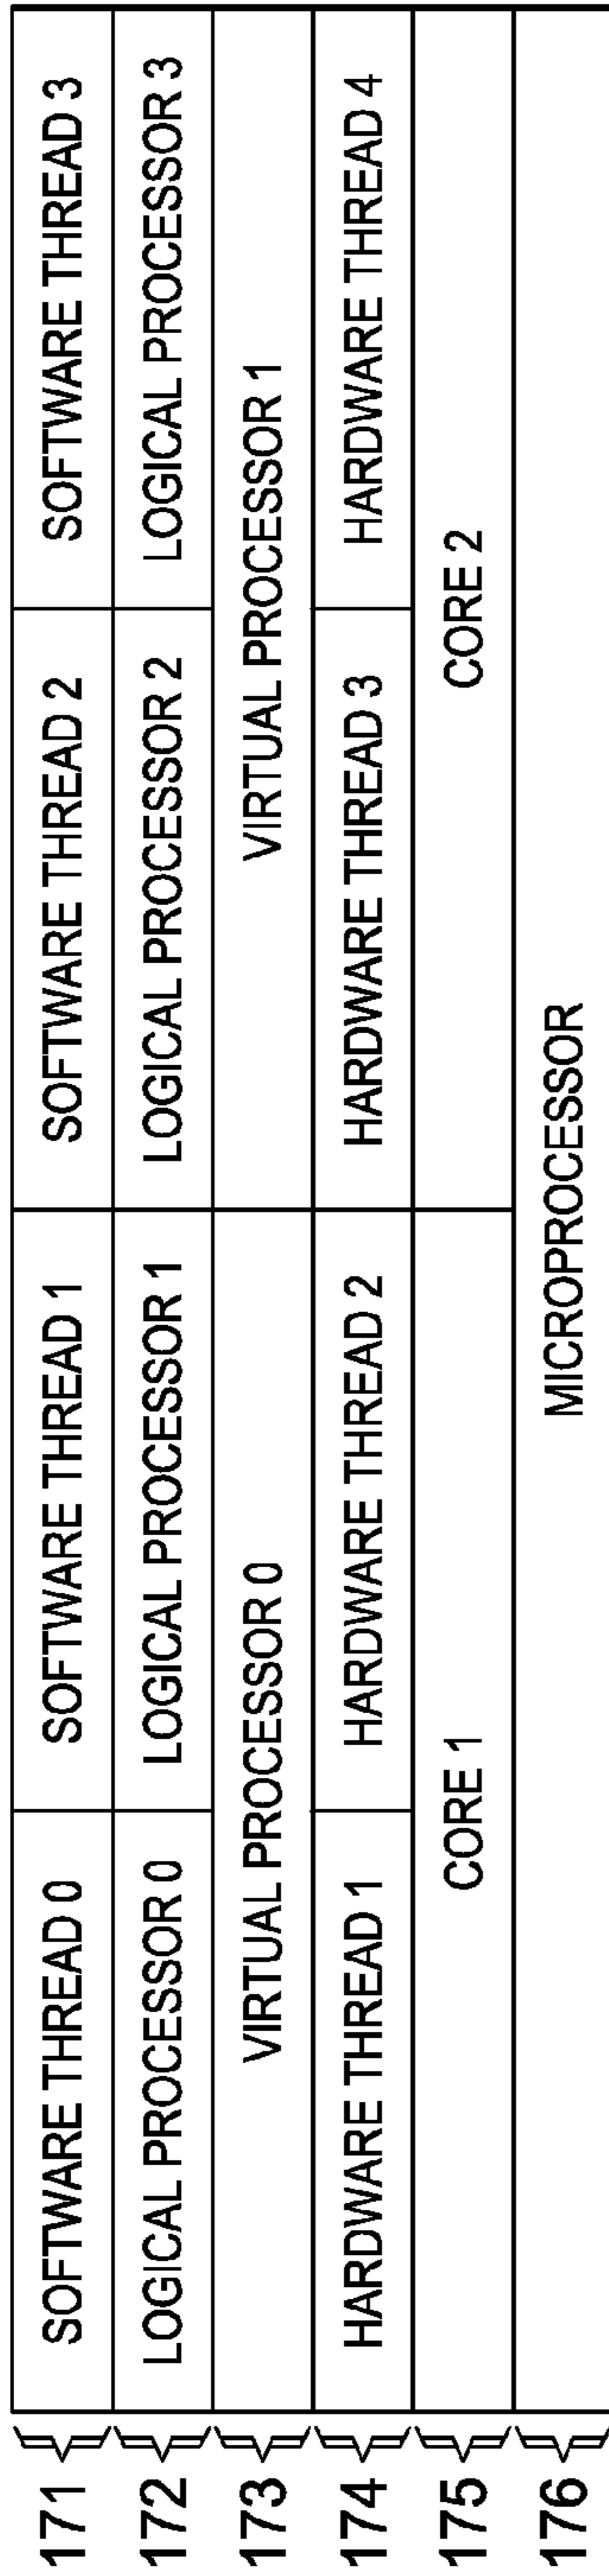 171 SOFTWARE THREAD 0 SOFTWARE THREAD 1 SOFTWARE THREAD 2 SOFTWARE THREAD 3
172 LOGICAL PROCESSOR 0 LOGICAL PROCESSOR 1 LOGICAL PROCESSOR 2 LOGICAL PROCESSOR 3
173 VIRTUAL PROCESSOR 0 VIRTUAL PROCESSOR 1
174 HARDWARE THREAD 1 HARDWARE THREAD 2 HARDWARE THREAD 3 HARDWARE THREAD 4
175 CORE 1 CORE 2
176 MICROPROCESSOR